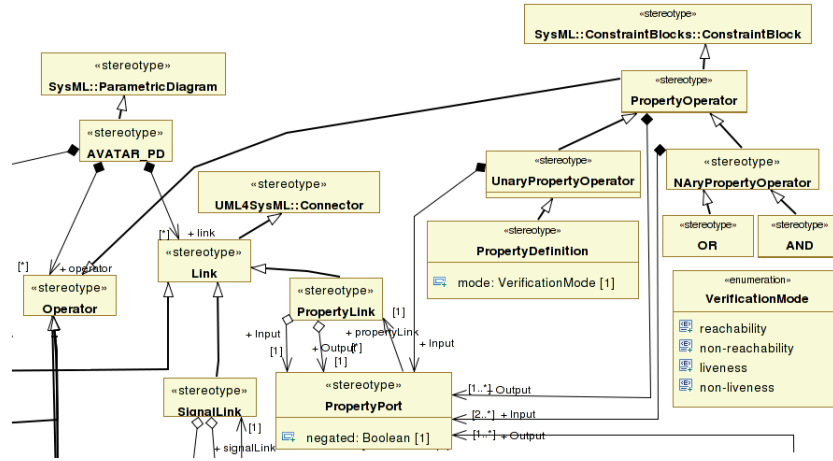 «stereotype»
SysML::ConstraintBlocks::ConstraintBlock
«stereotype»
SysML::ParametricDiagram
«stereotype»
PropertyOperator
«stereotype»
AVATAR_PD
«stereotype»
UnaryPropertyOperator
«stereotype»
NAryPropertyOperator
«stereotype»
UML4SysML::Connector
«stereotype»
OR
«stereotype»
AND
«stereotype»
PropertyDefinition
mode: VerificationMode [1]
[*]
+ link
«stereotype»
Link
[*]
+ operator
«stereotype»
Operator
«stereotype»
PropertyLink
«enumeration»
VerificationMode
reachability
non-reachability
liveness
non-liveness
[1]
+ Input
+ propertyLink
+ Input
[1]
+ Output
[*]
[1]
«stereotype»
PropertyPort
negated: Boolean [1]
[1..*]
+ Output
[2..*]
+ Input
[1..*]
+ Output
«stereotype»
SignalLink
[1]
+ signalLink